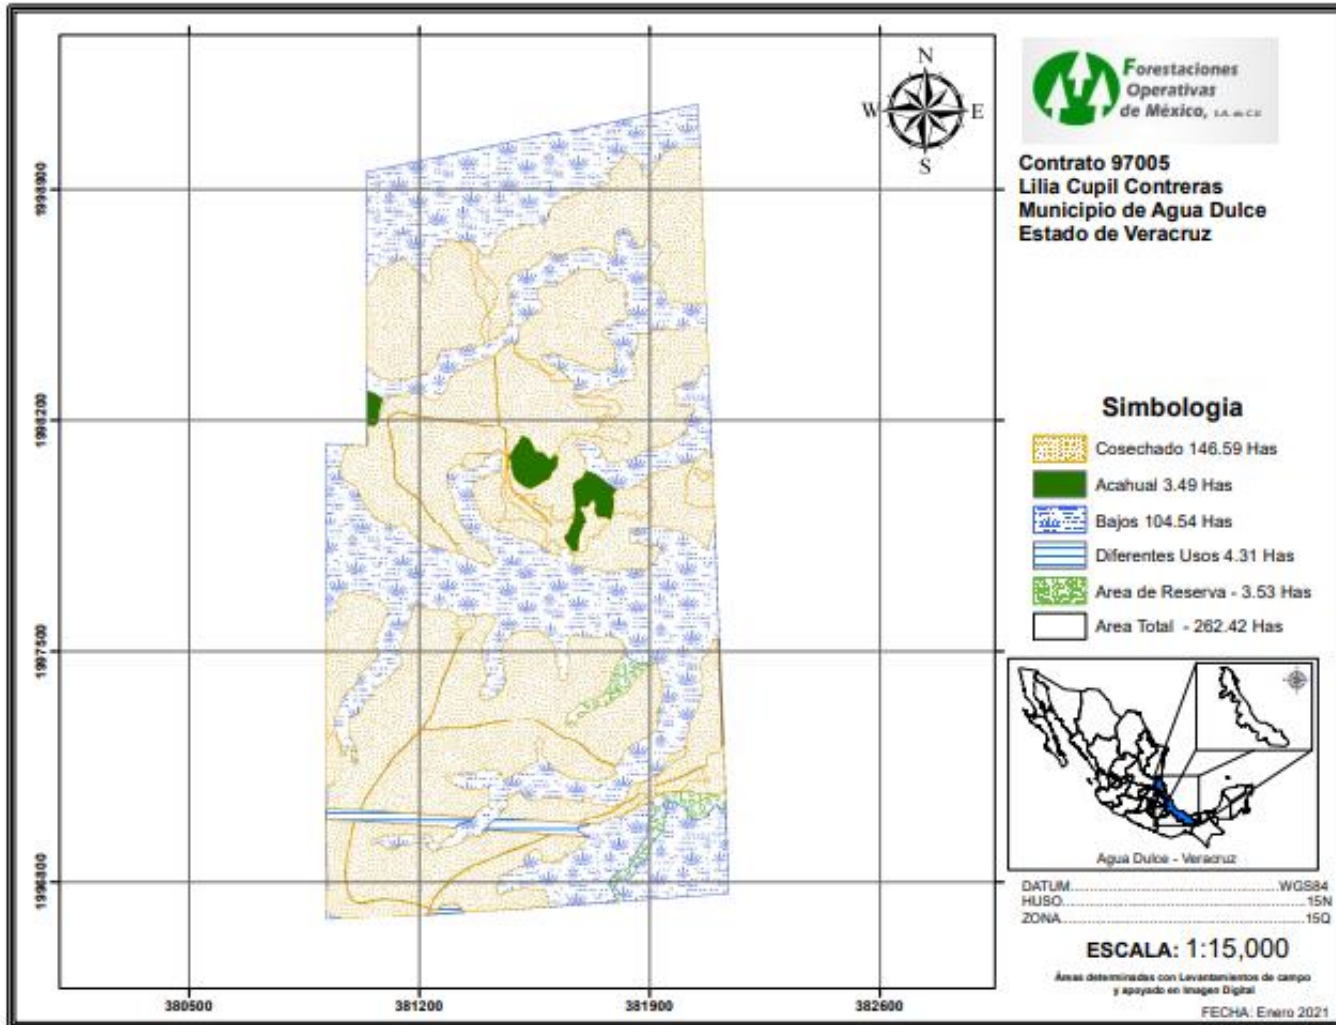 N
W
E
S
Forestaciones
Operativas
de México, S.A. de C.V.
Contrato 97005
Lilia Cupil Contreras
Municipio de Agua Dulce
Estado de Veracruz
1998900
1998200
1997500
1996800
380500
381200
381900
382600
Simbologia
Cosechado 146.59 Has
Acahual 3.49 Has
Bajos 104.54 Has
Diferentes Usos 4.31 Has
Area de Reserva - 3.53 Has
Area Total - 262.42 Has
Agua Dulce - Veracruz
DATUM..........WGS84
HUSO..........15N
ZONA..........15Q
ESCALA: 1:15,000
Áreas determinadas con Levantamientos de campo
y apoyado en Imagen Digital
FECHA: Enero 2021